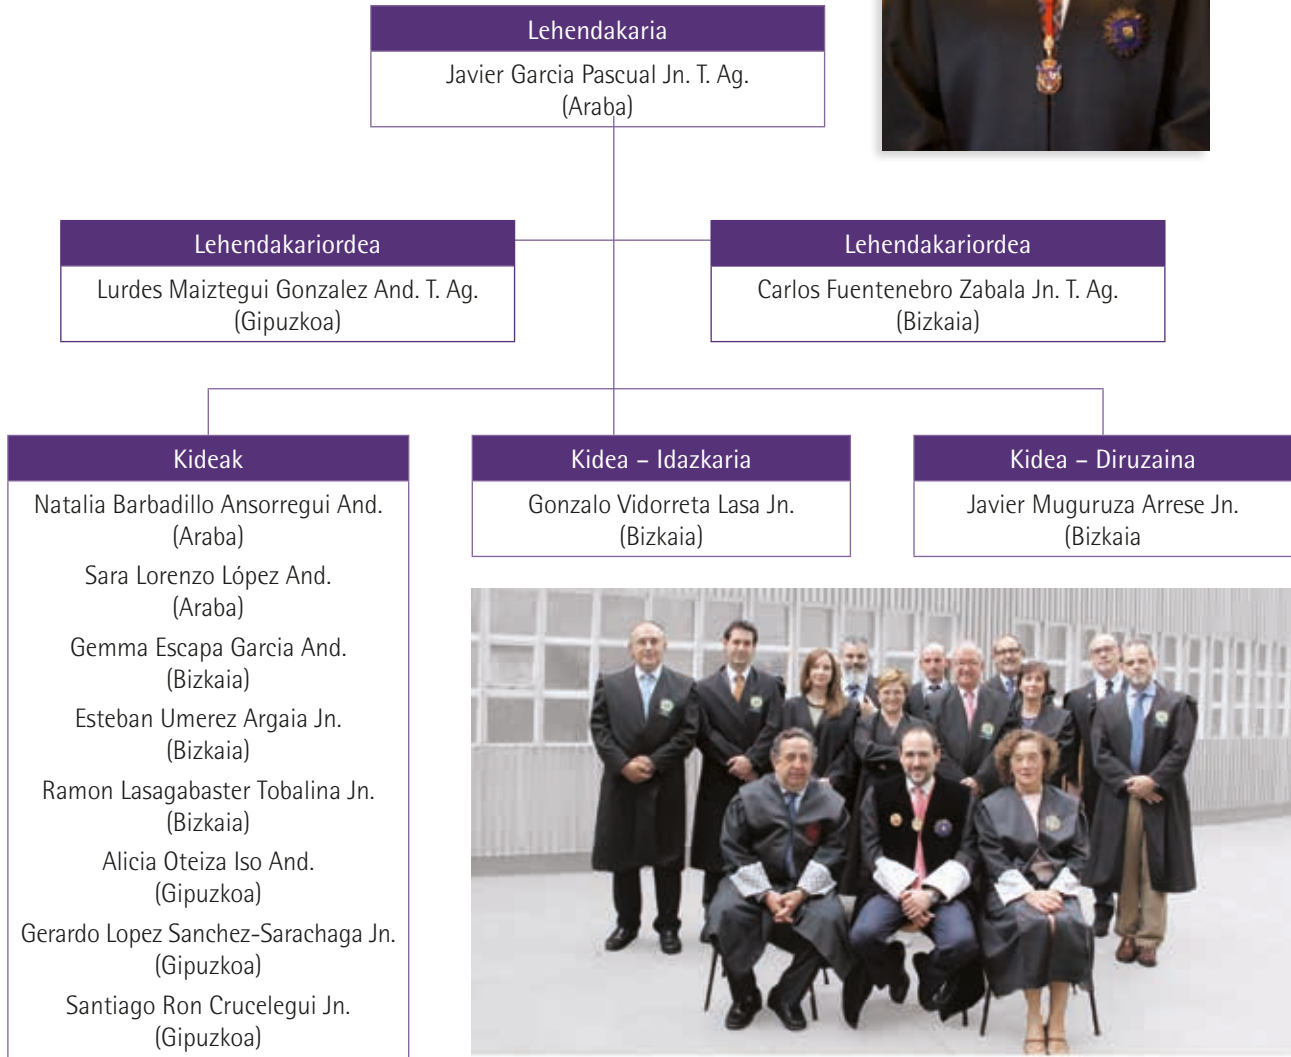 Lehendakaria
Javier Garcia Pascual Jn. T. Ag.
(Araba)
Lehendakariordea
Lurdes Maiztegui Gonzalez And. T. Ag.
(Gipuzkoa)
Lehendakariordea
Carlos Fuentenebro Zabala Jn. T. Ag.
(Bizkaia)
Kideak
Natalia Barbadillo Ansorregui And.
(Araba)
Sara Lorenzo López And.
(Araba)
Gemma Escapa Garcia And.
(Bizkaia)
Esteban Umerez Argaia Jn.
(Bizkaia)
Ramon Lasagabaster Tobalina Jn.
(Bizkaia)
Alicia Oteiza Iso And.
(Gipuzkoa)
Gerardo Lopez Sanchez-Sarachaga Jn.
(Gipuzkoa)
Santiago Ron Crucelegui Jn.
(Gipuzkoa)
Kidea – Idazkaria
Gonzalo Vidorreta Lasa Jn.
(Bizkaia)
Kidea – Diruzaina
Javier Muguruza Arrese Jn.
(Bizkaia